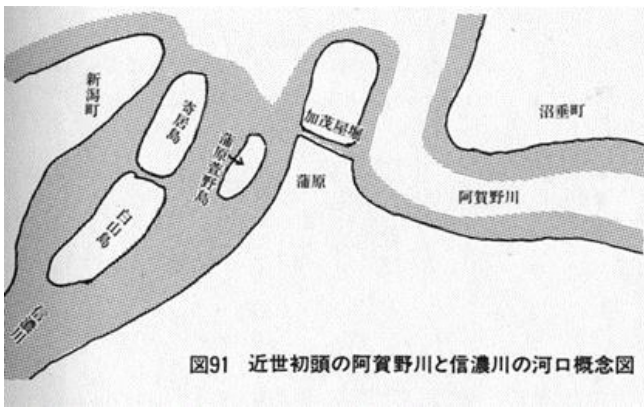 新潟町
寄居島
白山島
蒲原萱野島
信濃川
加茂屋堀
蒲原
沼垂町
阿賀野川
図91 近世初頭の阿賀野川と信濃川の河口概念図